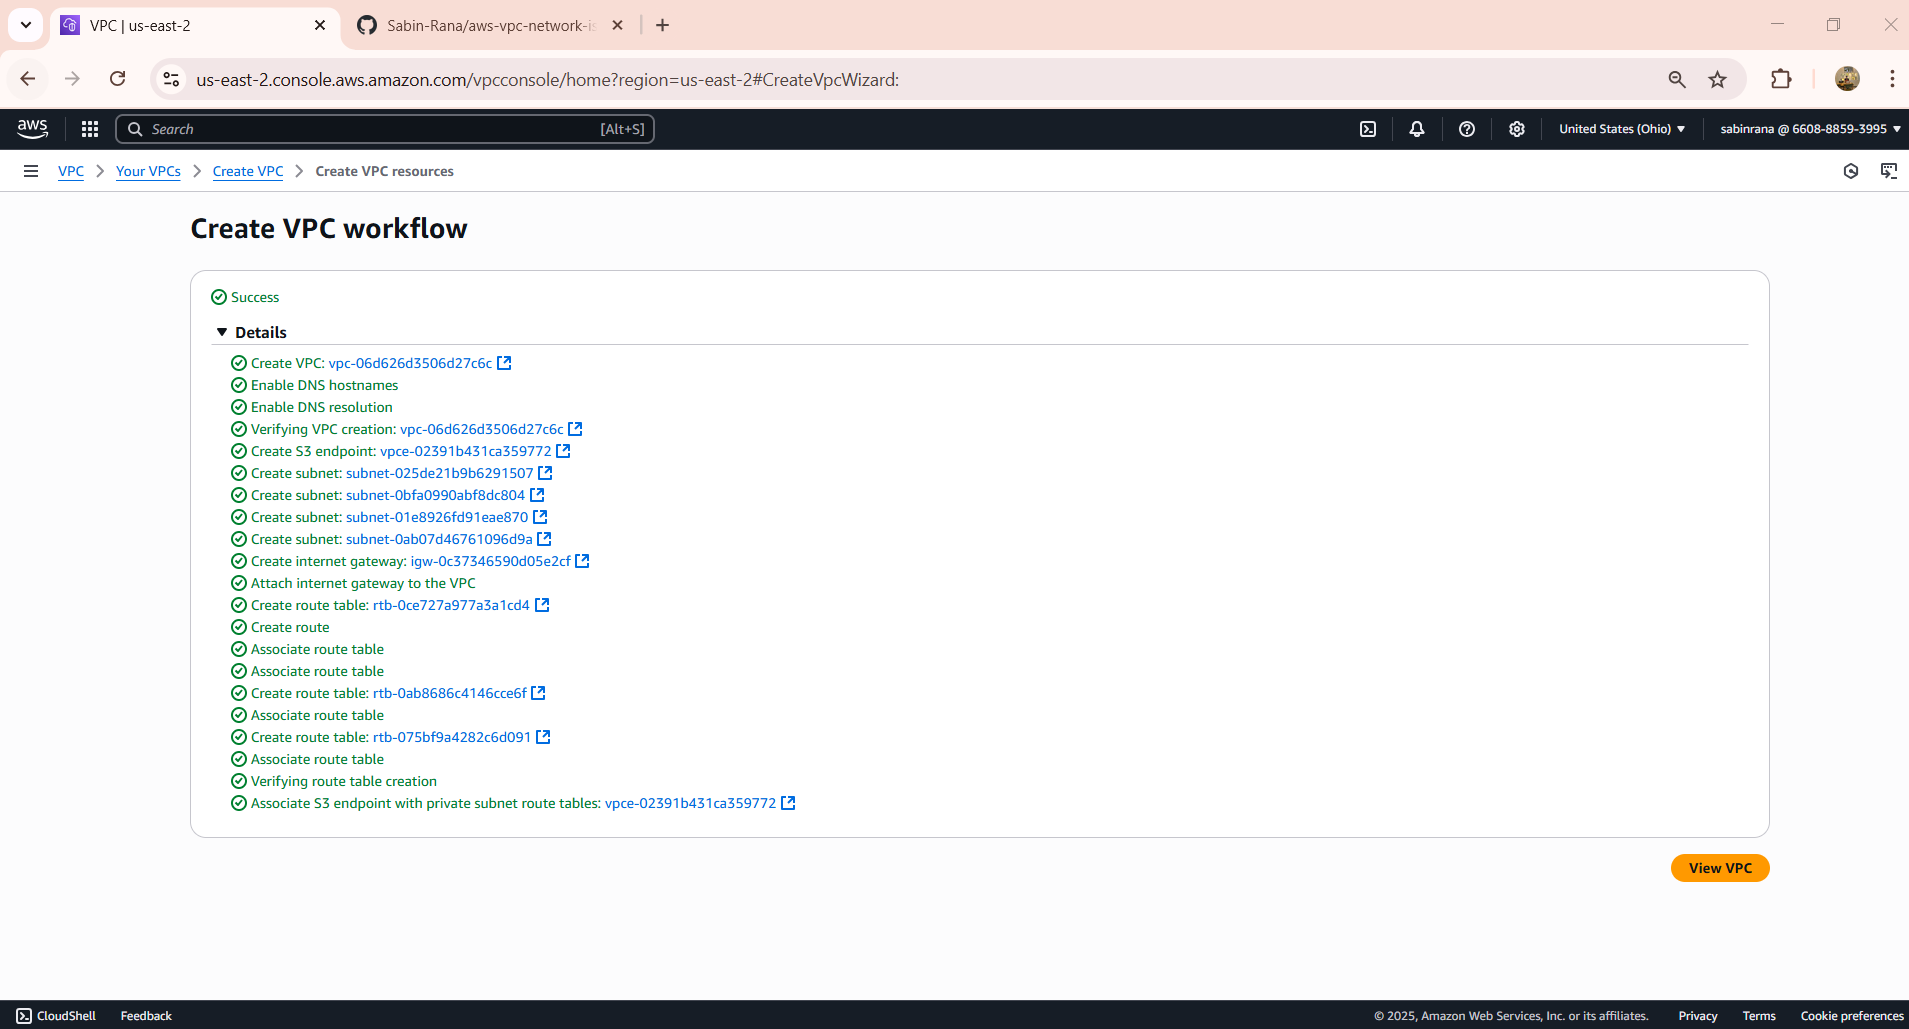 VPC | us-east-2
Sabin-Rana/aws-vpc-network-is
us-east-2.console.aws.amazon.com/vpcconsole/home?region=us-east-2#CreateVpcWizard:
aws
Search
[Alt+S]
United States (Ohio)
sabinrana @ 6608-8859-3995
VPC
Your VPCs
Create VPC
Create VPC resources
Create VPC workflow
Success
Details
Create VPC: vpc-06d626d3506d27c6c
Enable DNS hostnames
Enable DNS resolution
Verifying VPC creation: vpc-06d626d3506d27c6c
Create S3 endpoint: vpce-02391b431ca359772
Create subnet: subnet-025de21b9b6291507
Create subnet: subnet-0bfa0990abf8dc804
Create subnet: subnet-01e8926fd91eae870
Create subnet: subnet-0ab07d46761096d9a
Create internet gateway: igw-0c37346590d05e2cf
Attach internet gateway to the VPC
Create route table: rtb-0ce727a977a3a1cd4
Create route
Associate route table
Associate route table
Create route table: rtb-0ab8686c4146cce6f
Associate route table
Create route table: rtb-075bf9a4282c6d091
Associate route table
Verifying route table creation
Associate S3 endpoint with private subnet route tables: vpce-02391b431ca359772
View VPC
CloudShell
Feedback
© 2025, Amazon Web Services, Inc. or its affiliates.
Privacy
Terms
Cookie preferences